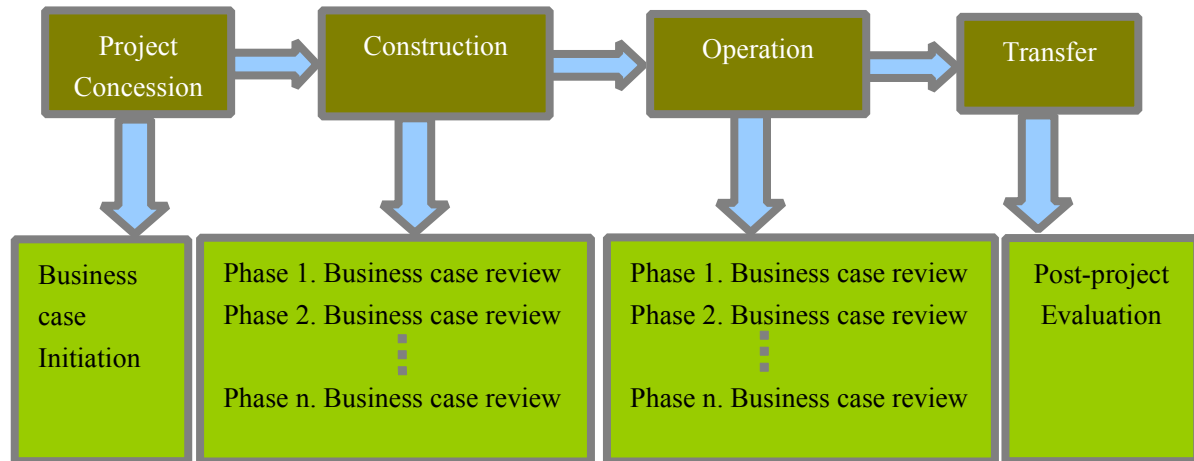 Project
Concession
Construction
Operation
Transfer
Business
case
Initiation
Phase 1. Business case review
Phase 2. Business case review
Phase n. Business case review
Phase 1. Business case review
Phase 2. Business case review
Phase n. Business case review
Post-project
Evaluation